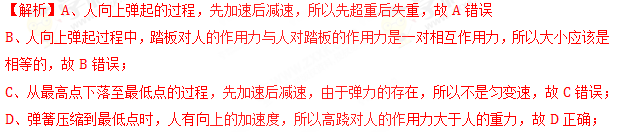 【解析】A、人向上弹起的过程，先加速后减速，所以先超重后失重，故 A 错误
B、人向上弹起过程中，踏板对人的作用力与人对踏板的作用力是一对相互作用力，所以大小应该是
相等的，故 B 错误；
C、从最高点下落至最低点的过程，先加速后减速，由于弹力的存在，所以不是匀变速，故 C 错误；
D、弹簧压缩到最低点时，人有向上的加速度，所以高跷对人的作用力大于人的重力，故 D 正确；